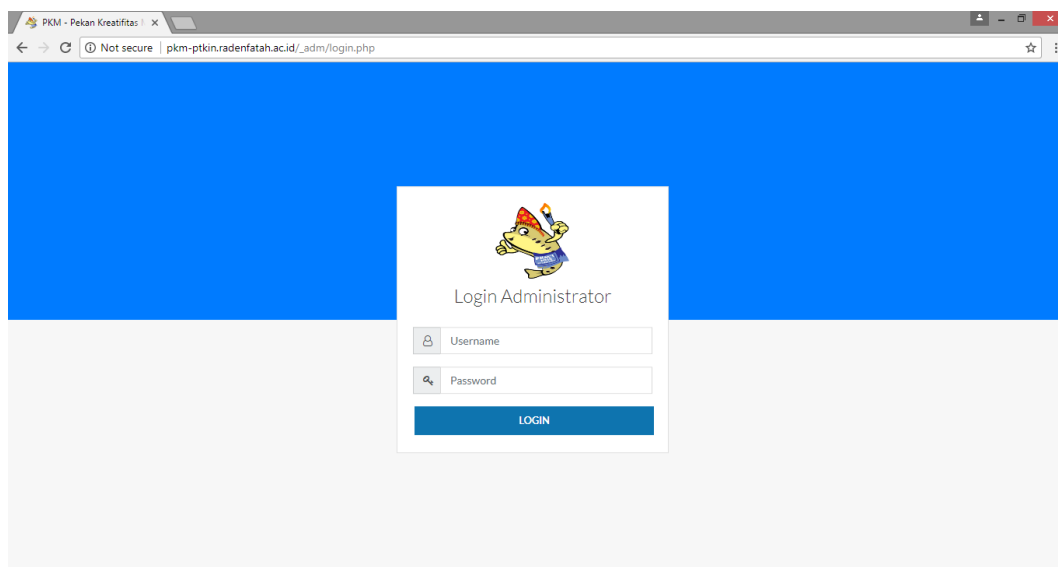 PKM - Pekan Kreatifitas
Not secure | pkm-ptkin.radenfatah.ac.id/_adm/login.php
Login Administrator
Username
Password
LOGIN